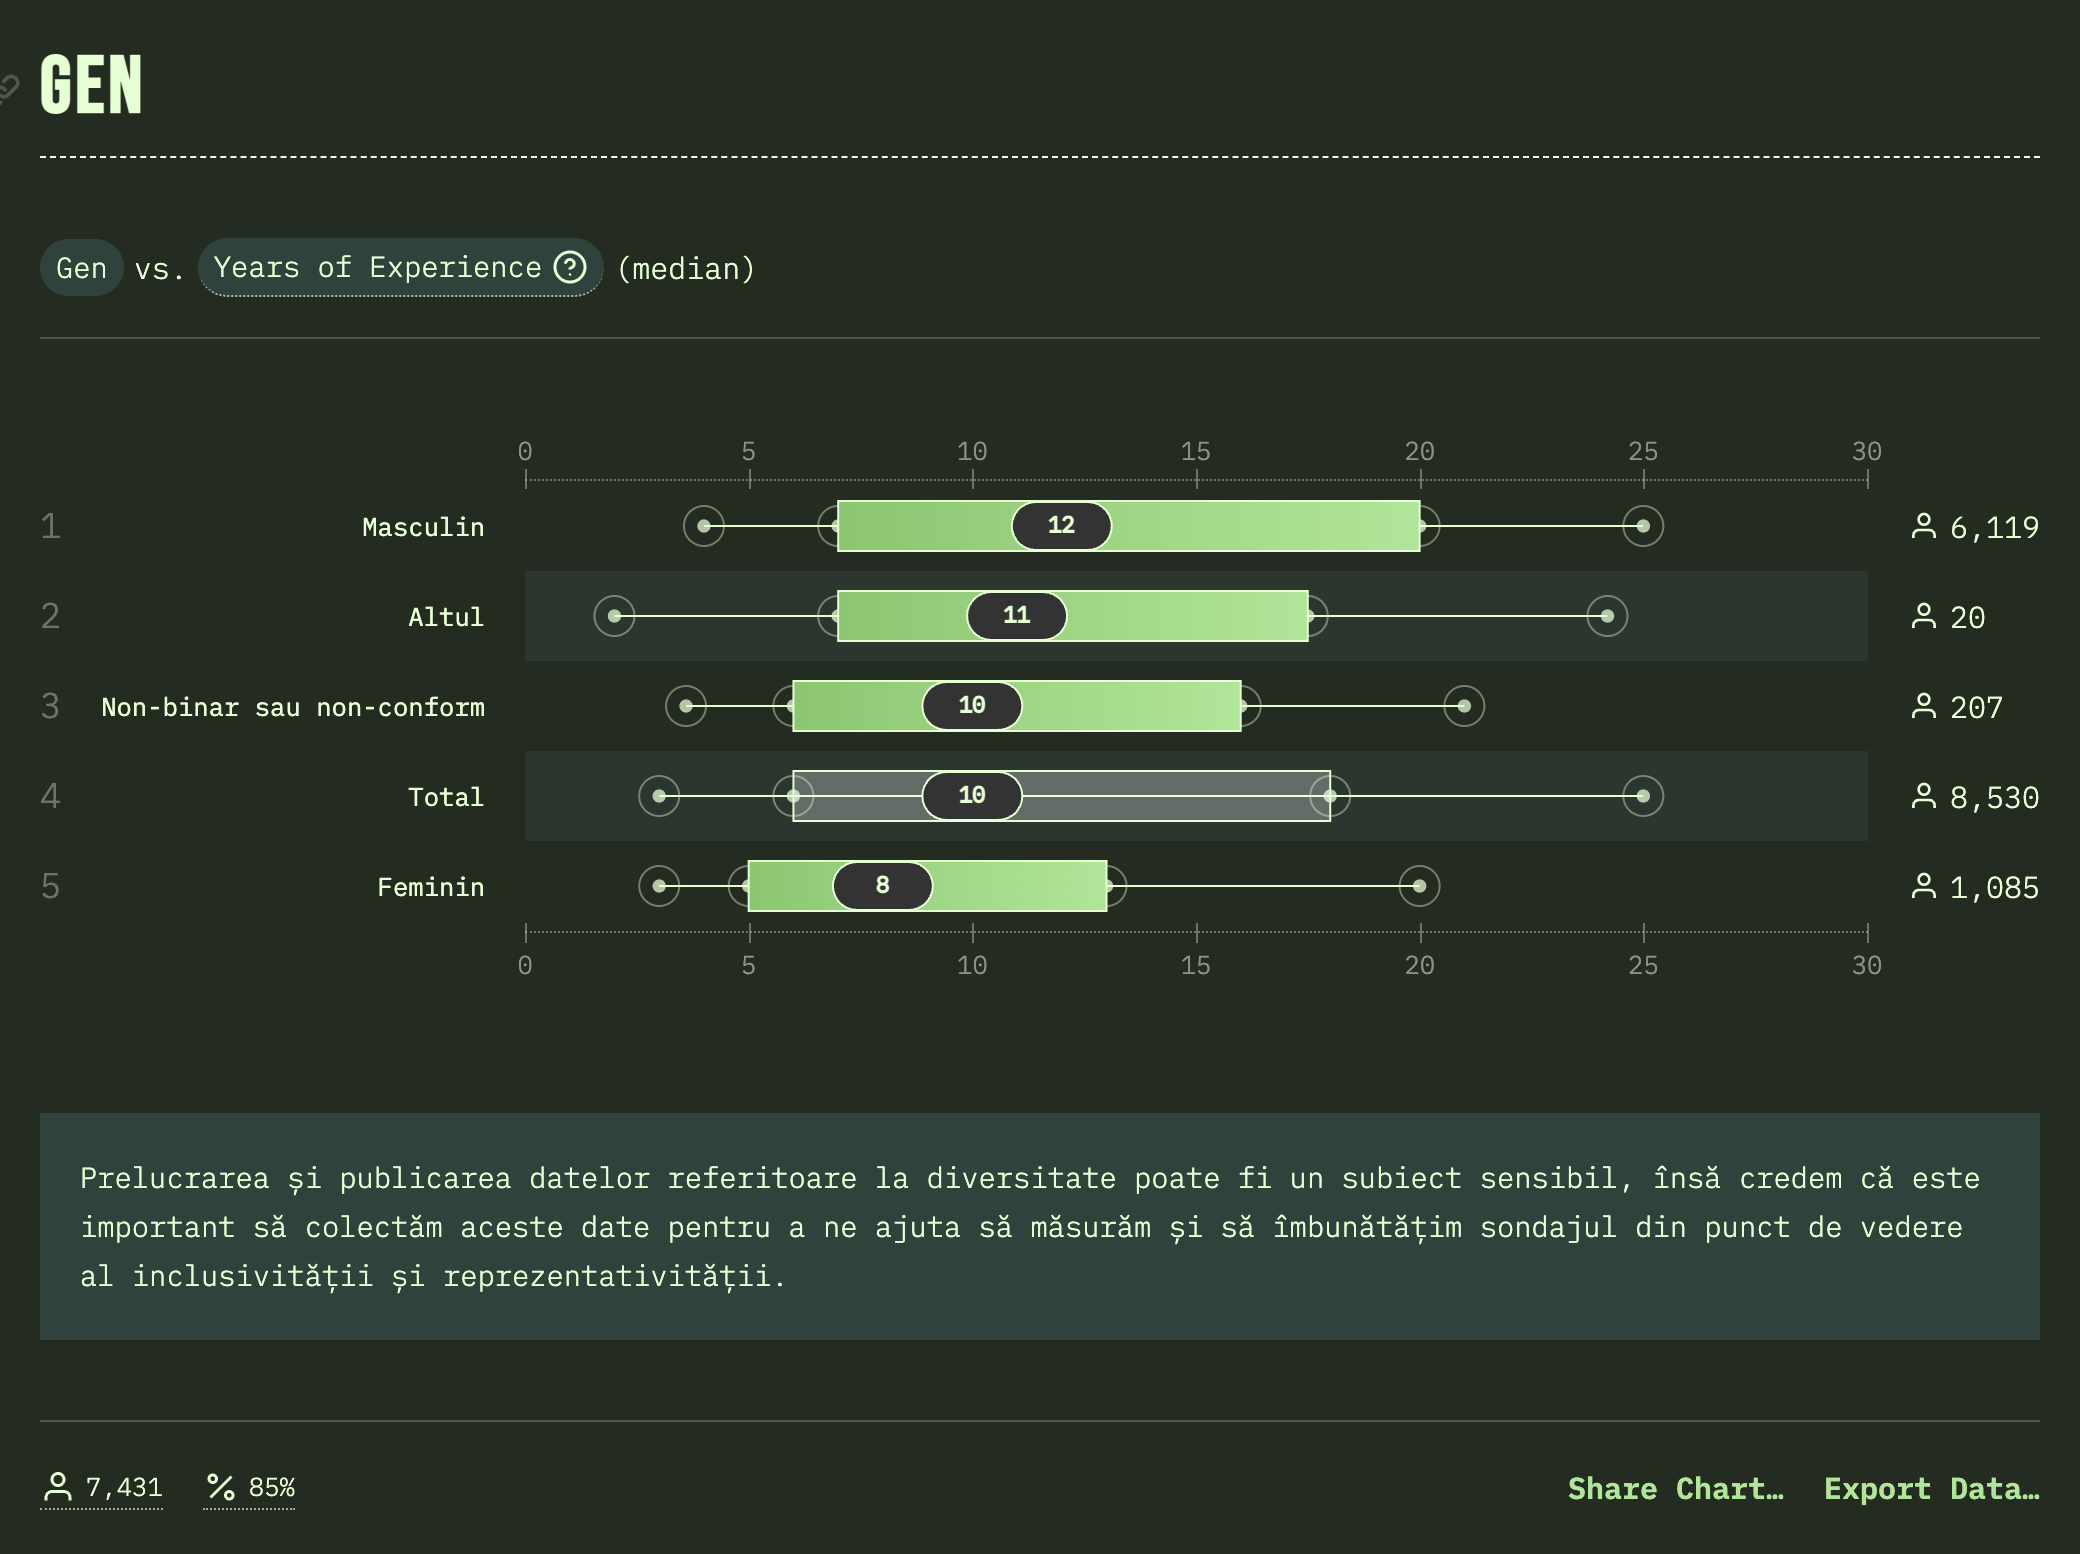 GEN
Gen vs. Years of Experience ? (median)
0 5 10 15 20 25 30
1 Masculin 12 6,119
2 Altul 11 20
3 Non-binar sau non-conform 10 207
4 Total 10 8,530
5 Feminin 8 1,085
0 5 10 15 20 25 30
Prelucrarea și publicarea datelor referitoare la diversitate poate fi un subiect sensibil, însă credem că este
important să colectăm aceste date pentru a ne ajuta să măsurăm și să îmbunătățim sondajul din punct de vedere
al inclusivității și reprezentativității.
7,431 % 85% Share Chart… Export Data…